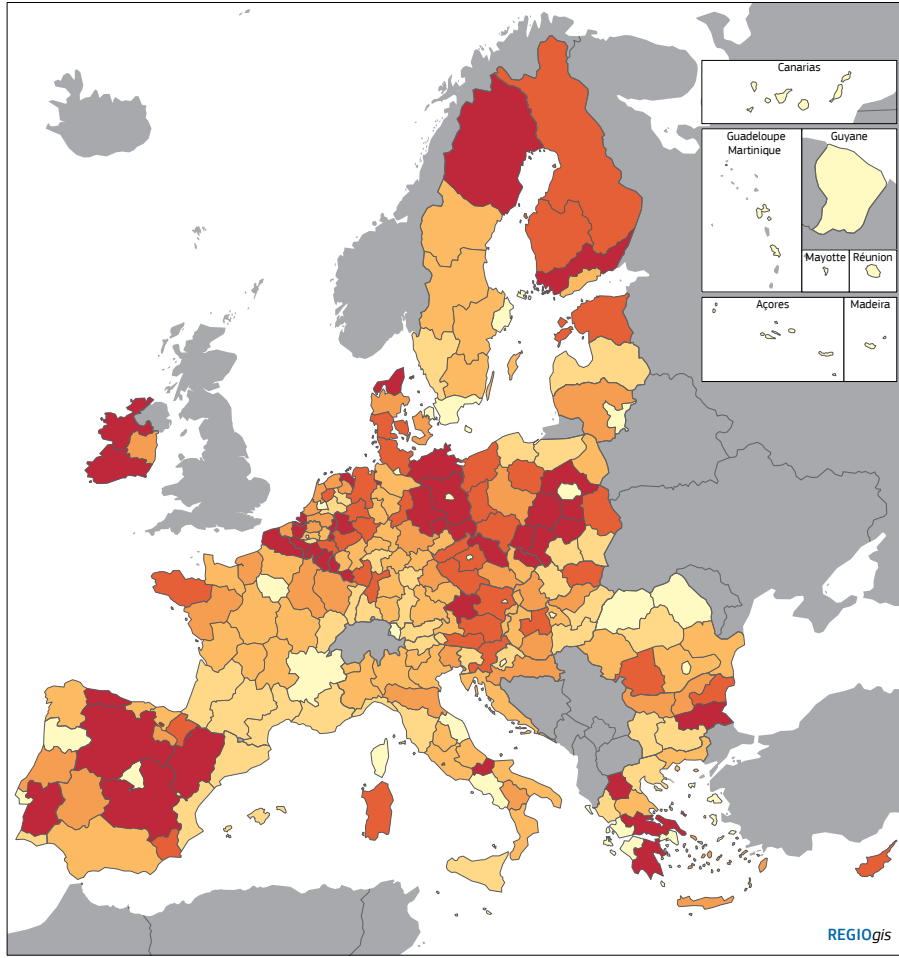 Canarias
Guadeloupe
Martinique
Guyane
Mayotte
Réunion
Açores
Madeira
REGIOgis